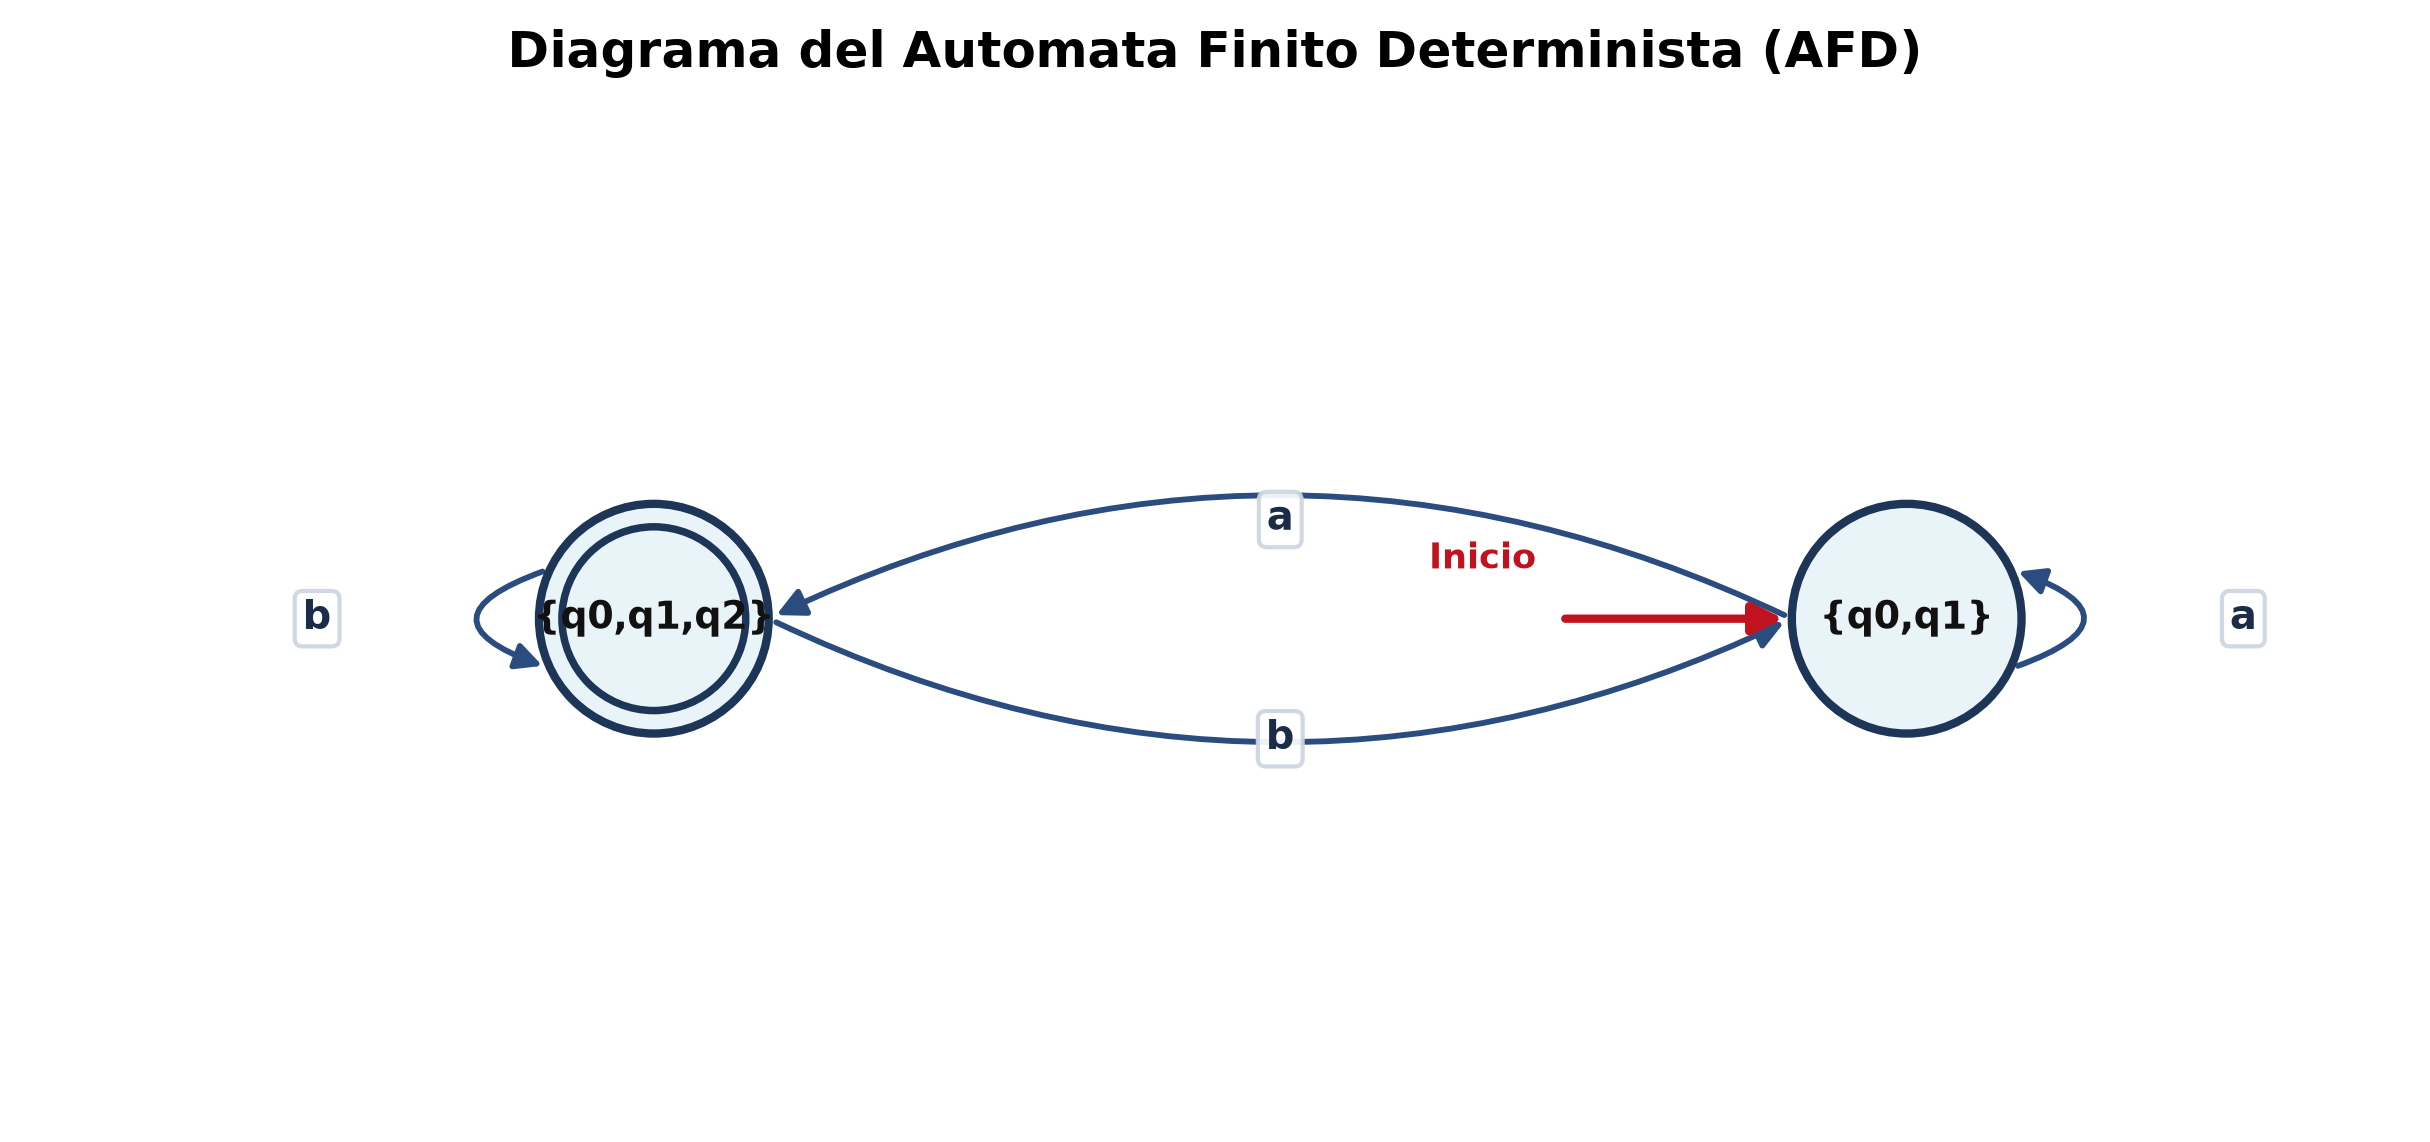 Diagrama del Automata Finito Determinista (AFD)
a
Inicio
b
{q0,q1,q2}
{q0,q1}
a
b